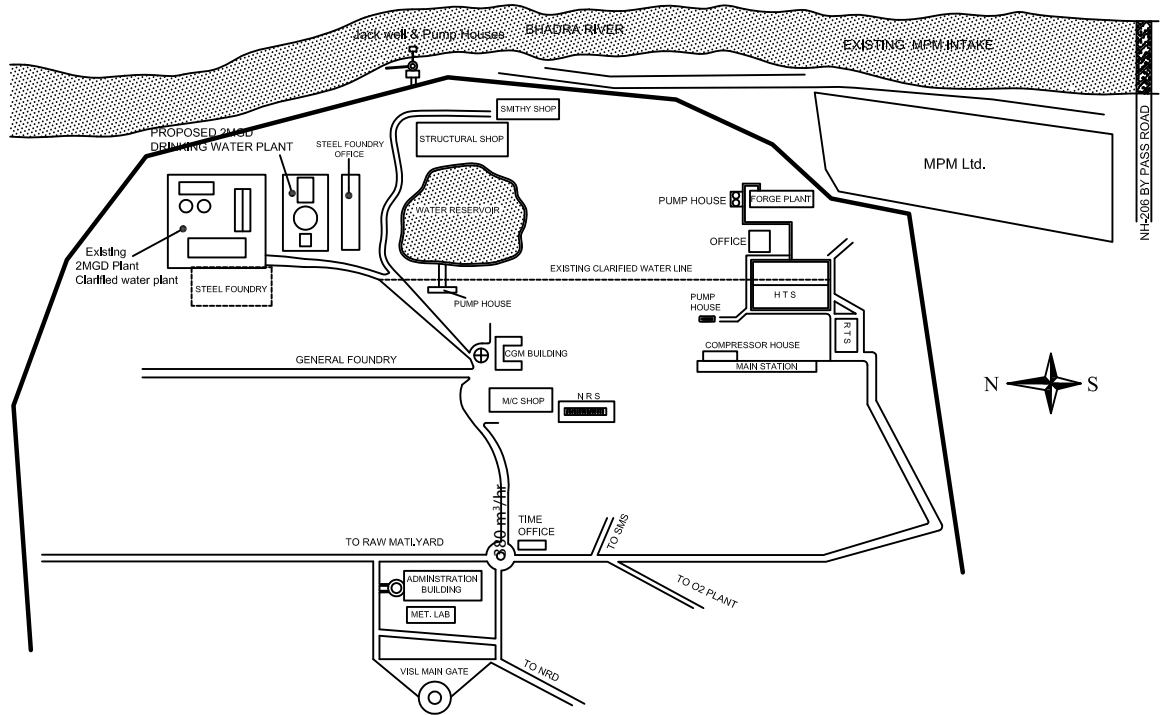 BHADRA RIVER
Jack well & Pump Houses
EXISTING MPM INTAKE
NH-206 BY PASS ROAD
SMITHY SHOP
STRUCTURAL SHOP
PROPOSED 2MGD
DRINKING WATER PLANT
STEEL FOUNDRY
OFFICE
MPM Ltd.
PUMP HOUSE
FORGE PLANT
WATER RESERVOIR
OFFICE
Existing
2MGD Plant
Clarified water plant
EXISTING CLARIFIED WATER LINE
STEEL FOUNDRY
PUMP HOUSE
H T S
PUMP
HOUSE
R T S
GENERAL FOUNDRY
CGM BUILDING
COMPRESSOR HOUSE
MAIN STATION
N
S
M/C SHOP
N R S
380 m³/hr
TIME
OFFICE
TO SMS
TO RAW MATI.YARD
ADMINSTRATION
BUILDING
TO O2 PLANT
MET. LAB
VISL MAIN GATE
TO NRD